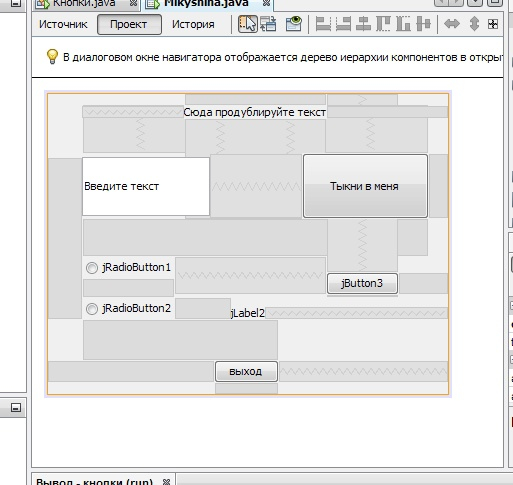 Кнопки.java Mikyshina.java
Источник Проект История
В диалоговом окне навигатора отображается дерево иерархии компонентов в откры
Сюда продублируйте текст
Введите текст Тыкни в меня
jRadioButton1
jButton3
jRadioButton2 jLabel2
выход
Вывод - кнопки (run)